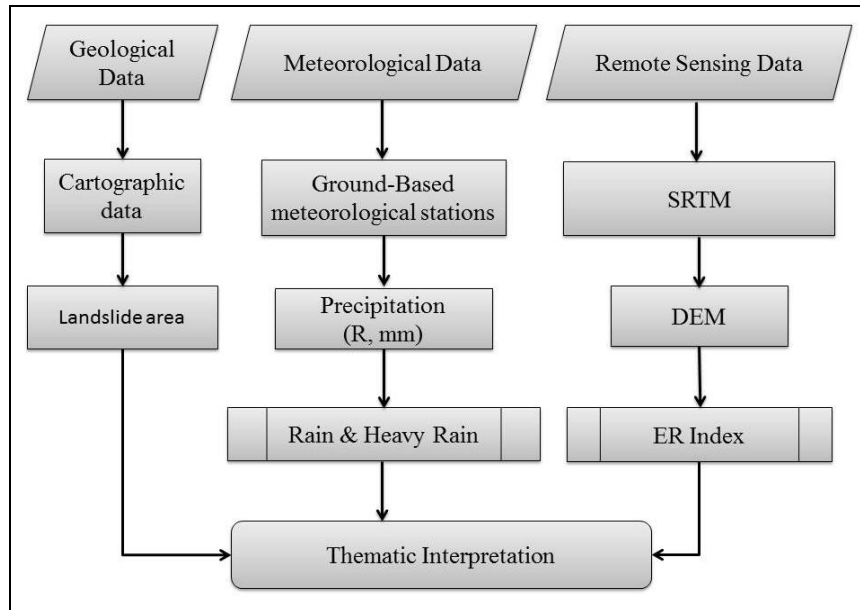 Geological
Data
Meteorological Data
Remote Sensing Data
Cartographic
data
Ground-Based
meteorological stations
SRTM
Landslide area
Precipitation
(R, mm)
DEM
Rain & Heavy Rain
ER Index
Thematic Interpretation